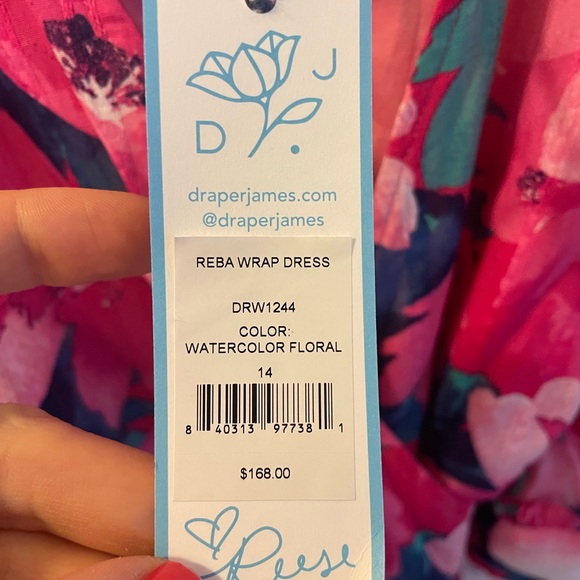 D J
draperjames.com
@draperjames
REBA WRAP DRESS
DRW1244
COLOR:
WATERCOLOR FLORAL
14
8 40313 97738 1
$168.00
Reese